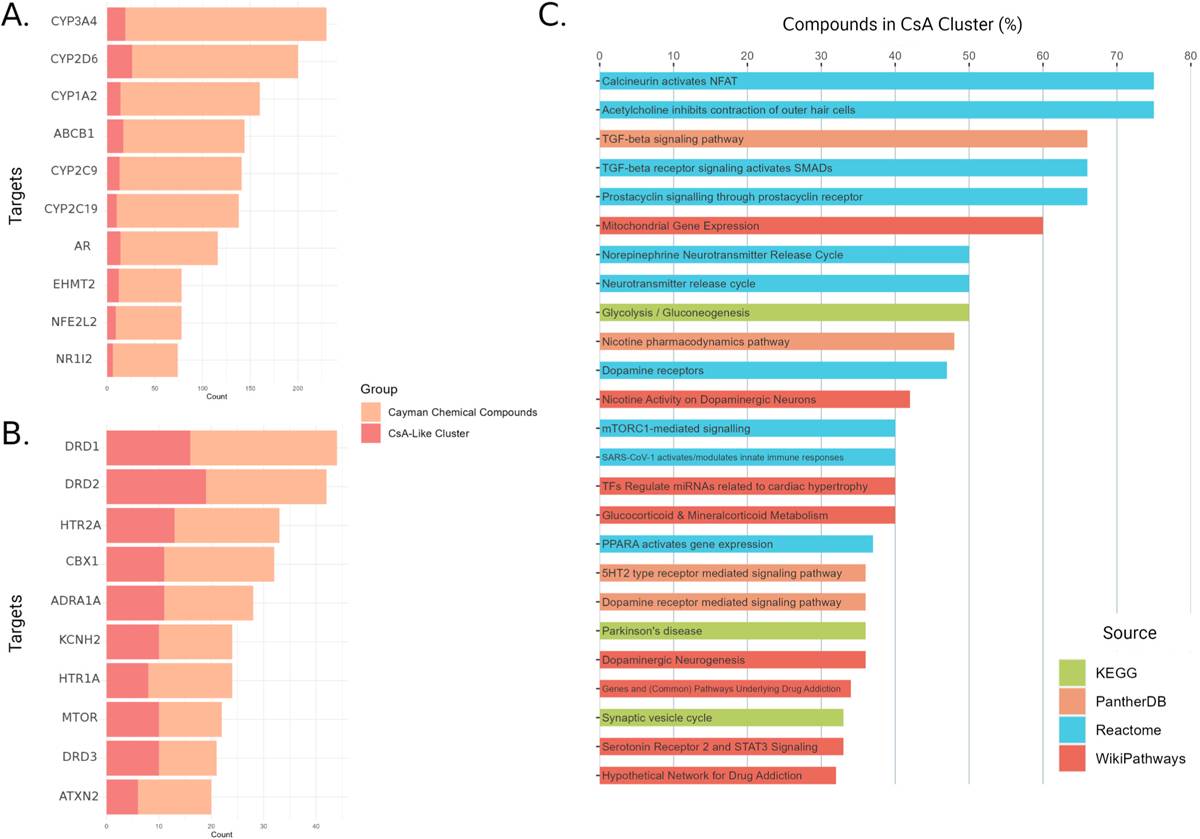 A.
Targets
CYP3A4
CYP2D6
CYP1A2
ABCB1
CYP2C9
CYP2C19
AR
EHMT2
NFE2L2
NR1I2
0 50 100 150 200
Count
Group
Cayman Chemical Compounds
CsA-Like Cluster
B.
Targets
DRD1
DRD2
HTR2A
CBX1
ADRA1A
KCNH2
HTR1A
MTOR
DRD3
ATXN2
0 10 20 30 40
Count
C.
Compounds in CsA Cluster (%)
0 10 20 30 40 50 60 70 80
Calcineurin activates NFAT
Acetylcholine inhibits contraction of outer hair cells
TGF-beta signaling pathway
TGF-beta receptor signaling activates SMADs
Prostacyclin signalling through prostacyclin receptor
Mitochondrial Gene Expression
Norepinephrine Neurotransmitter Release Cycle
Neurotransmitter release cycle
Glycolysis / Gluconeogenesis
Nicotine pharmacodynamics pathway
Dopamine receptors
Nicotine Activity on Dopaminergic Neurons
mTORC1-mediated signalling
SARS-CoV-1 activates/modulates innate immune responses
TFs Regulate miRNAs related to cardiac hypertrophy
Glucocorticoid & Mineralcorticoid Metabolism
PPARA activates gene expression
5HT2 type receptor mediated signaling pathway
Dopamine receptor mediated signaling pathway
Parkinson's disease
Dopaminergic Neurogenesis
Genes and (Common) Pathways Underlying Drug Addiction
Synaptic vesicle cycle
Serotonin Receptor 2 and STAT3 Signaling
Hypothetical Network for Drug Addiction
Source
KEGG
PantherDB
Reactome
WikiPathways